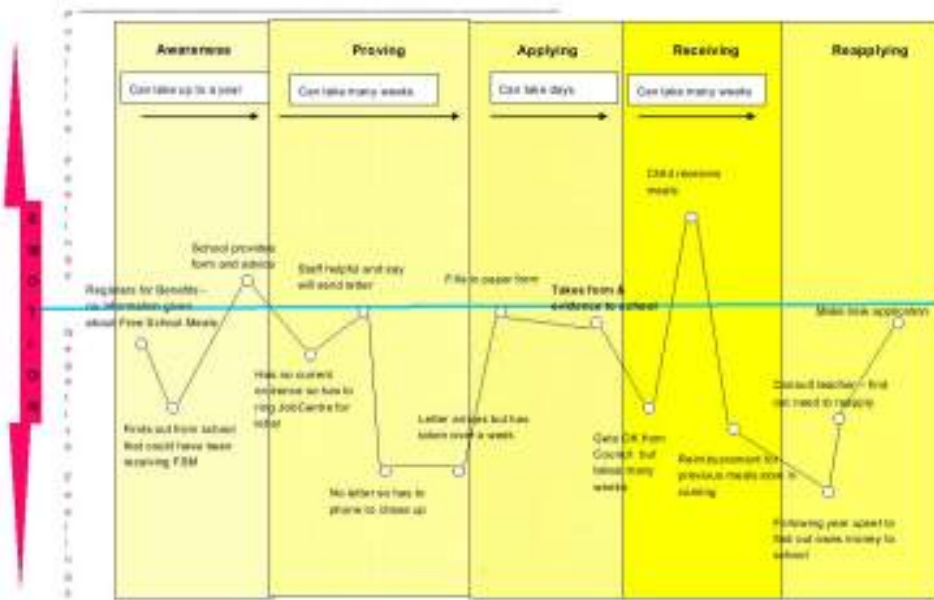 Awareness
Proving
Applying
Receiving
Reapplying
Can take up to a year
Can take many weeks
Can take days
Can take many weeks
Child receives
meals
School provides
form and advice
Staff helpful and say
will send letter
Fills in paper form
Takes form &
evidence to school
Registers for Benefits –
no information given
about Free School Meals
Make new application
Has no current
evidence so has to
ring JobCentre for
letter
Consult teacher – find
out need to reapply
Finds out from school
that could have been
receiving FSM
Letter arrives but has
taken over a week
Gets OK from
Council but
takes many
weeks
Reimbursement for
previous meals slow in
coming
No letter so has to
phone to chase up
Following year upset to
find out owes money to
school
EMOTION